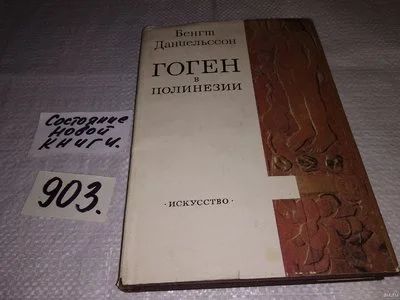 Бенгт
Даниельссон
ГОГЕН
в
ПОЛИНЕЗИИ
·ИСКУССТВО·
Состояние
новой
книги.
903.